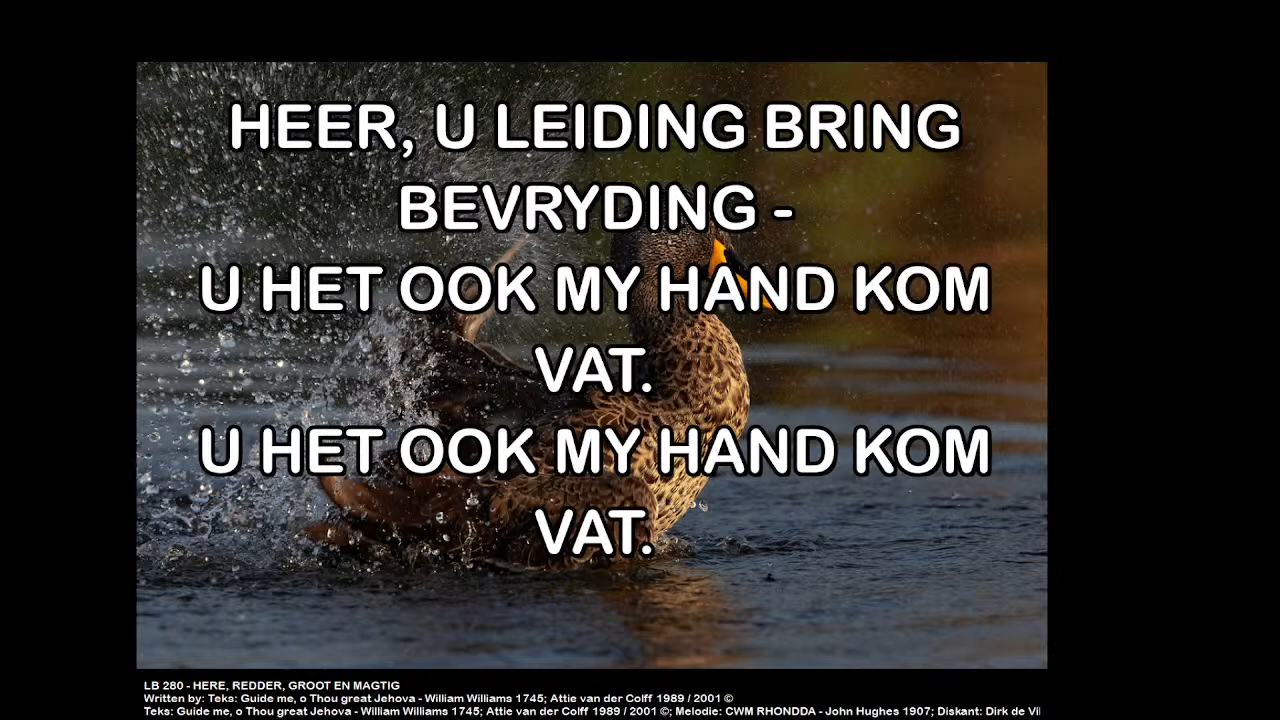 HEER, U LEIDING BRING
BEVRYDING -
U HET OOK MY HAND KOM
VAT.
U HET OOK MY HAND KOM
VAT.
LB 280 - HERE, REDDER, GROOT EN MAGTIG
Written by: Teks: Guide me, o Thou great Jehova - William Williams 1745; Attie van der Colff 1989 / 2001 ©
Teks: Guide me, o Thou great Jehova - William Williams 1745; Attie van der Colff 1989 / 2001 ©; Melodie: CWM RHONDDA - John Hughes 1907; Diskant: Dirk de